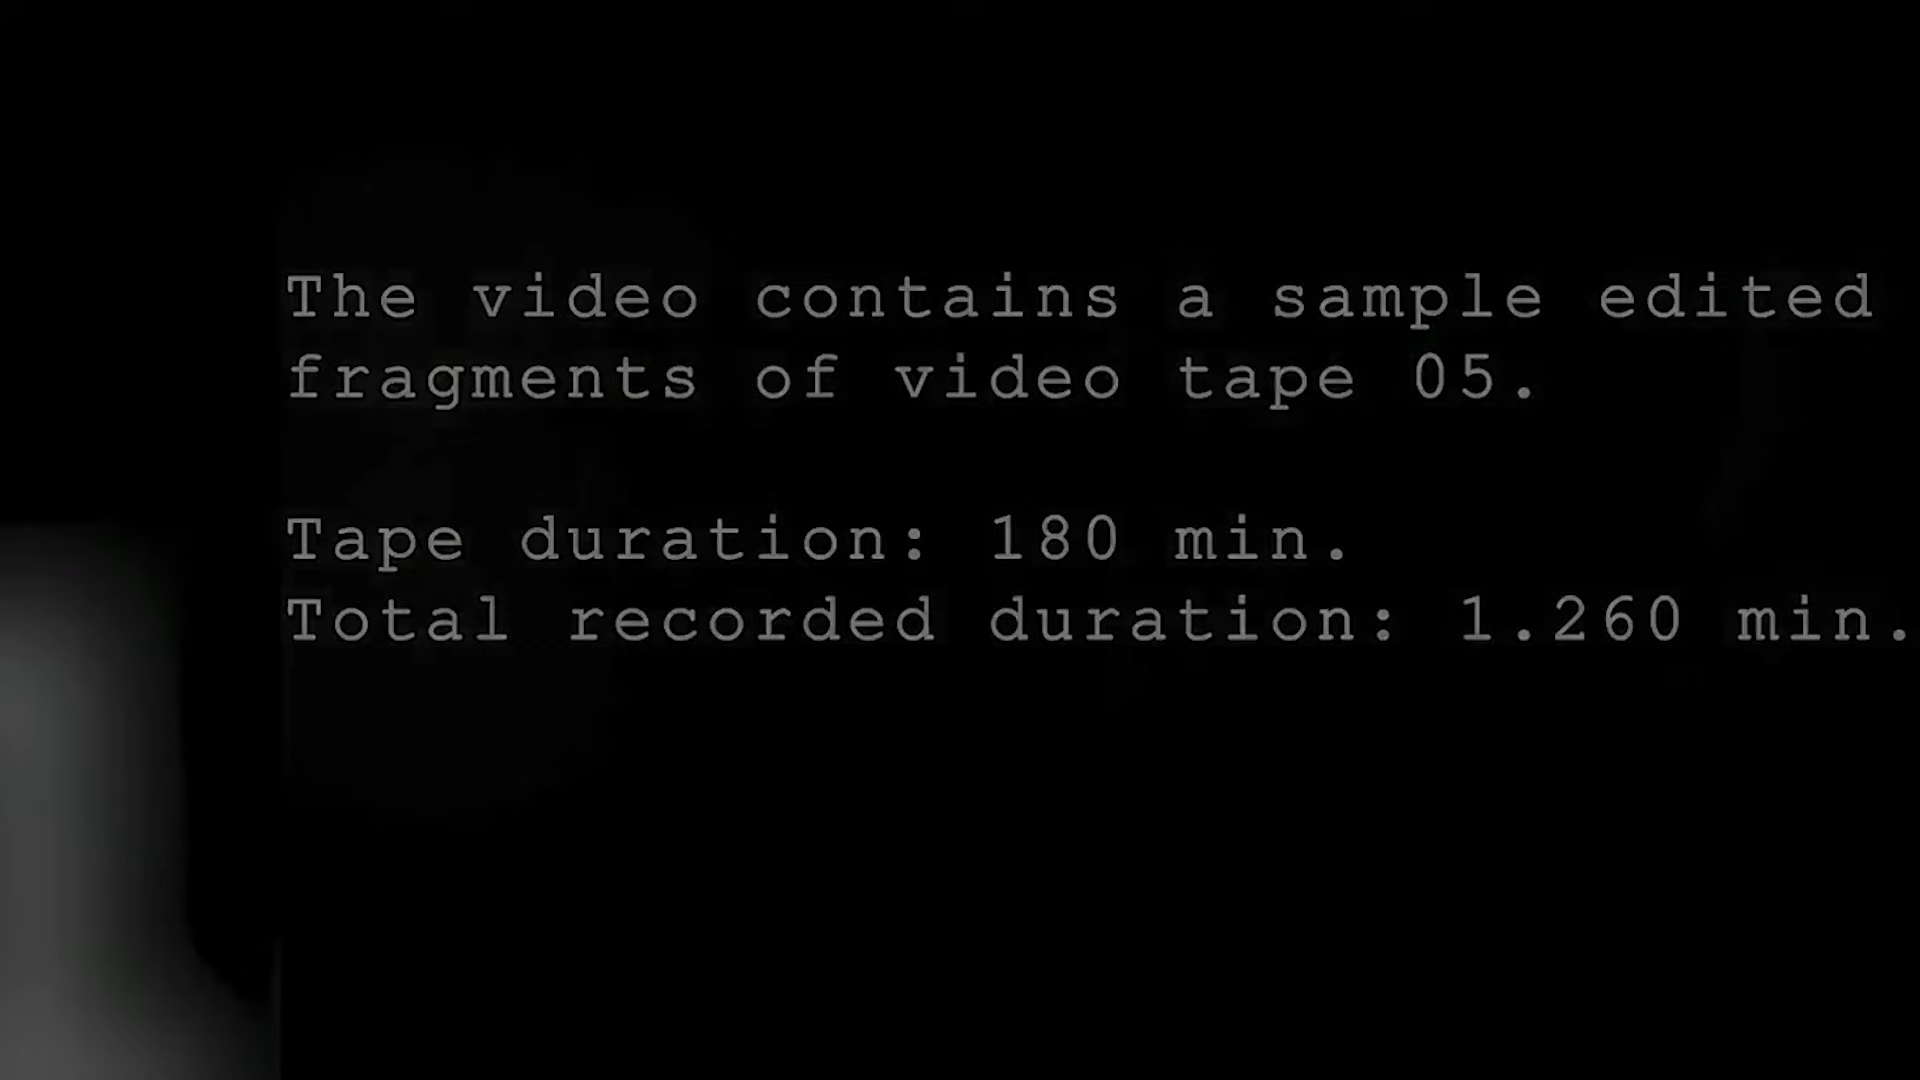 The video contains a sample edited
fragments of video tape 05.
Tape duration: 180 min.
Total recorded duration: 1.260 min.